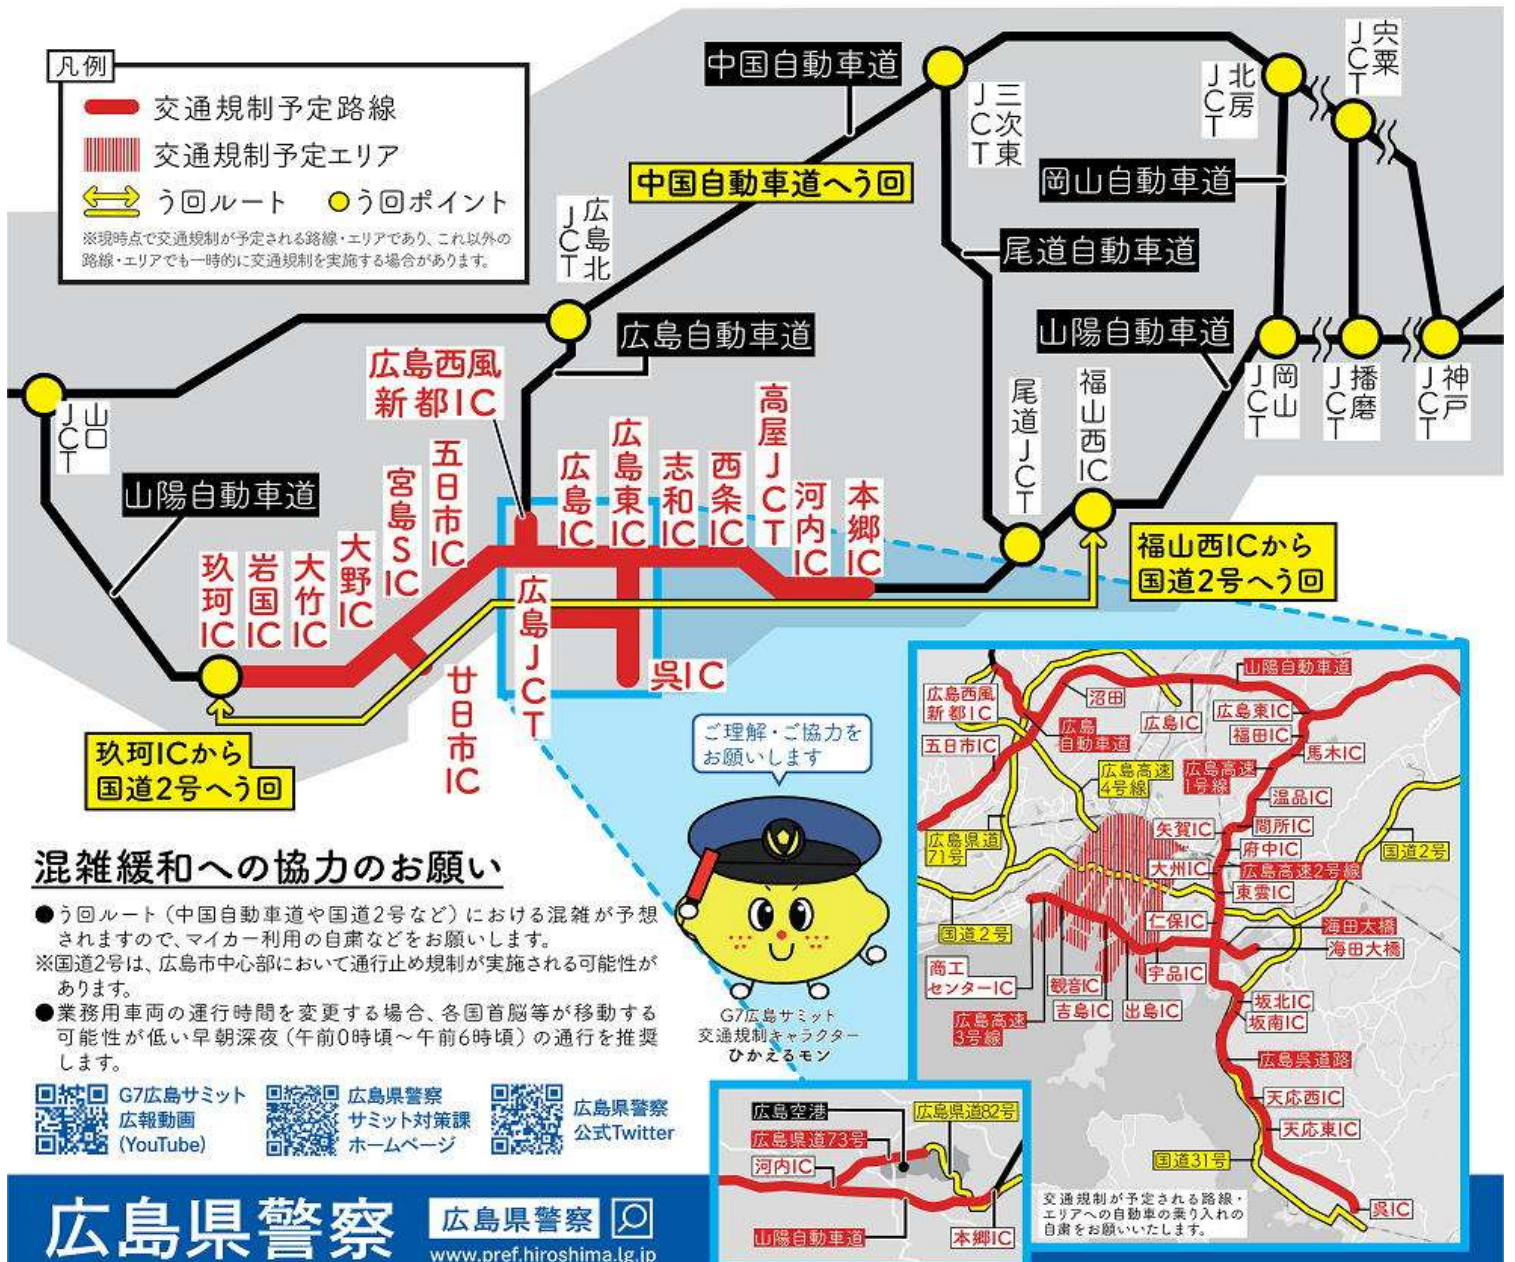 凡例
交通規制予定路線
交通規制予定エリア
う回ルート
う回ポイント
※現時点で交通規制が予定される路線・エリアであり、これ以外の
路線・エリアでも一時的に交通規制を実施する場合があります。
中国自動車道
中国自動車道へう回
三次東JCT
北房JCT
宍粟JCT
岡山自動車道
尾道自動車道
山陽自動車道
広島北JCT
広島自動車道
岡山JCT
播磨JCT
神戸JCT
山口JCT
山陽自動車道
広島西風
新都IC
玖珂IC
岩国IC
大竹IC
大野IC
宮島SIC
五日市IC
広島IC
広島東IC
志和IC
西条IC
高屋JCT
河内IC
本郷IC
尾道JCT
福山西IC
福山西ICから
国道2号へう回
広島JCT
呉IC
廿日市IC
玖珂ICから
国道2号へう回
ご理解・ご協力を
お願いします
G7広島サミット
交通規制キャラクター
ひかえるモン
混雑緩和への協力のお願い
●う回ルート(中国自動車道や国道2号など)における混雑が予想
されますので、マイカー利用の自粛などをお願いします。
※国道2号は、広島市中心部において通行止め規制が実施される可能性が
あります。
●業務用車両の運行時間を変更する場合、各国首脳等が移動する
可能性が低い早朝深夜(午前0時頃～午前6時頃)の通行を推奨
します。
G7広島サミット
広報動画
(YouTube)
広島県警察
サミット対策課
ホームページ
広島県警察
公式Twitter
広島県警察
広島県警察
www.pref.hiroshima.lg.jp
山陽自動車道
広島西風
新都IC
沼田
広島IC
広島東IC
五日市IC
広島
自動車道
福田IC
馬木IC
広島高速
4号線
広島高速
1号線
温品IC
矢賀IC
間所IC
広島県道
71号
府中IC
国道2号
大州IC
広島高速2号線
東雲IC
国道2号
仁保IC
海田大橋
海田大橋
商工
センターIC
観音IC
吉島IC
出島IC
宇品IC
坂北IC
坂南IC
広島高速
3号線
広島呉道路
天応西IC
天応東IC
国道31号
呉IC
交通規制が予定される路線・
エリアへの自動車の乗り入れの
自粛をお願いいたします。
広島空港
広島県道82号
広島県道73号
河内IC
山陽自動車道
本郷IC